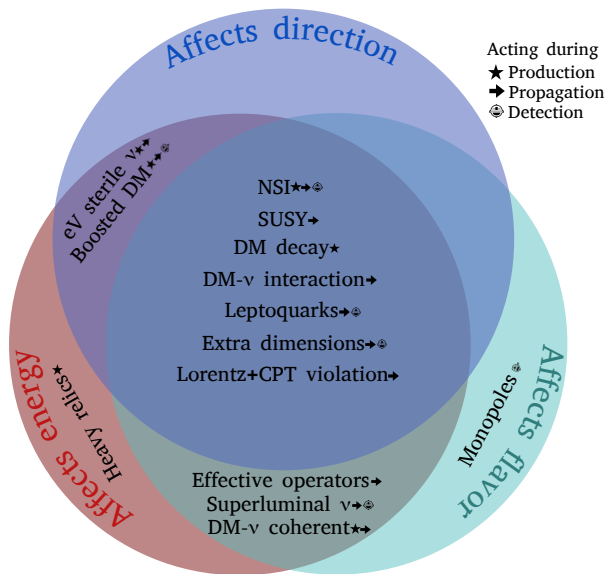 Affects direction
Acting during
★ Production
➔ Propagation
Detection
eV sterile ν★➔
Boosted DM★➔
NSI★➔
SUSY➔
DM decay★
DM-ν interaction➔
Leptoquarks➔
Extra dimensions➔
Lorentz+CPT violation➔
Affects energy
Heavy relics★
Monopoles
Affects flavor
Effective operators➔
Superluminal ν➔
DM-ν coherent★➔